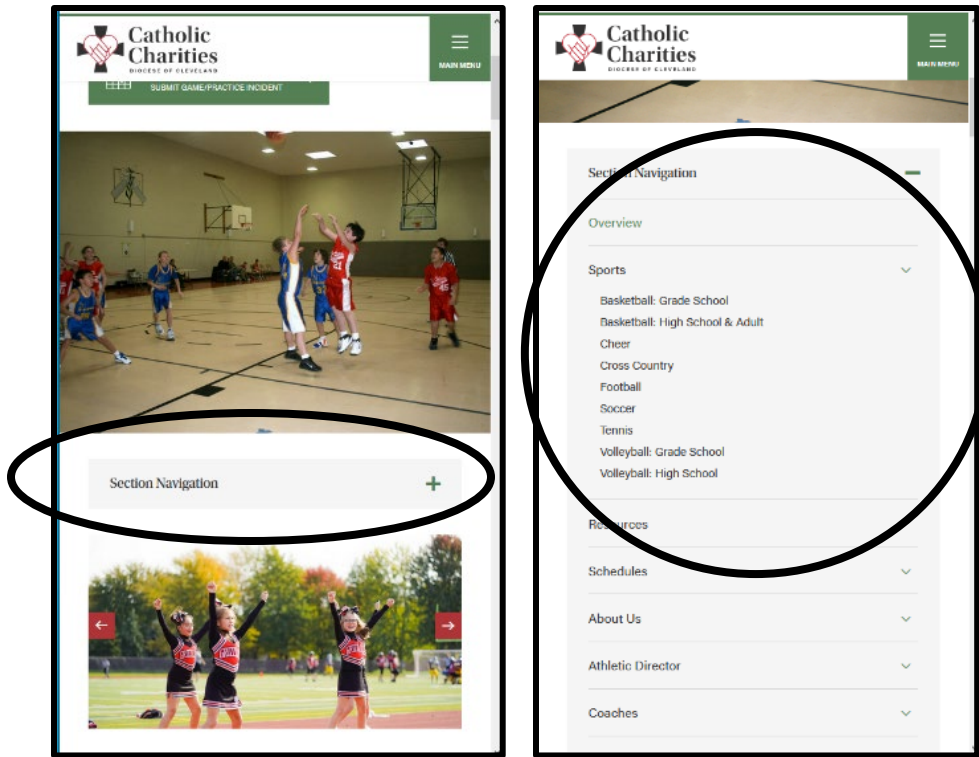 Catholic
Charities
DIOCESE OF CLEVELAND
MAIN MENU
SUBMIT GAME/PRACTICE INCIDENT
21
45
Section Navigation
Catholic
Charities
DIOCESE OF CLEVELAND
MAIN MENU
Section Navigation
Overview
Sports
Basketball: Grade School
Basketball: High School & Adult
Cheer
Cross Country
Football
Soccer
Tennis
Volleyball: Grade School
Volleyball: High School
Resources
Schedules
About Us
Athletic Director
Coaches